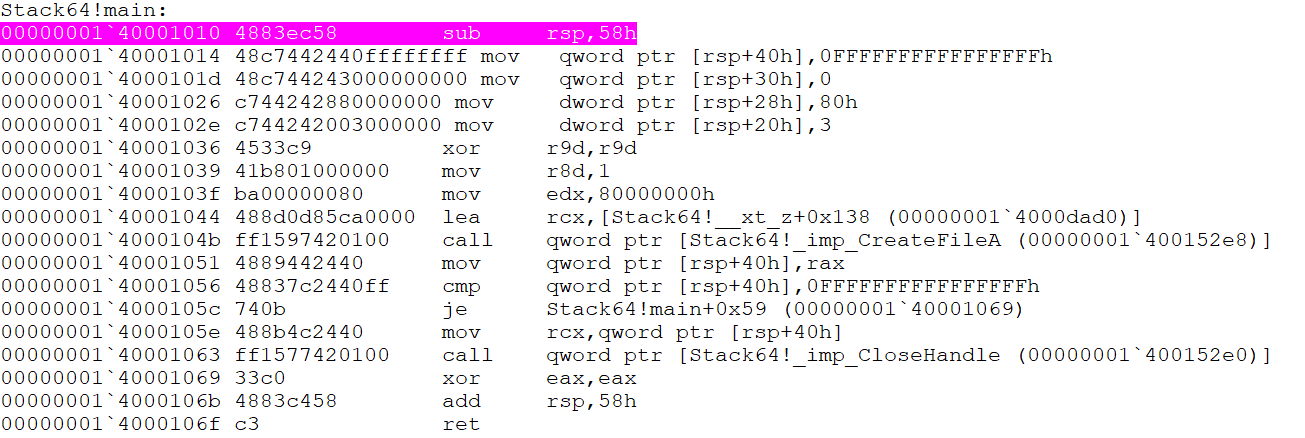 Stack64!main:
00000001`40001010 4883ec58 sub rsp,58h
00000001`40001014 48c7442440ffffffff mov qword ptr [rsp+40h],0FFFFFFFFFFFFFFFFh
00000001`4000101d 48c744243000000000 mov qword ptr [rsp+30h],0
00000001`40001026 c744242880000000 mov dword ptr [rsp+28h],80h
00000001`4000102e c744242003000000 mov dword ptr [rsp+20h],3
00000001`40001036 4533c9 xor r9d,r9d
00000001`40001039 41b801000000 mov r8d,1
00000001`4000103f ba00000080 mov edx,80000000h
00000001`40001044 488d0d85ca0000 lea rcx,[Stack64!__xt_z+0x138 (00000001`4000dad0)]
00000001`4000104b ff1597420100 call qword ptr [Stack64!_imp_CreateFileA (00000001`400152e8)]
00000001`40001051 4889442440 mov qword ptr [rsp+40h],rax
00000001`40001056 48837c2440ff cmp qword ptr [rsp+40h],0FFFFFFFFFFFFFFFFh
00000001`4000105c 740b je Stack64!main+0x59 (00000001`40001069)
00000001`4000105e 488b4c2440 mov rcx,qword ptr [rsp+40h]
00000001`40001063 ff1577420100 call qword ptr [Stack64!_imp_CloseHandle (00000001`400152e0)]
00000001`40001069 33c0 xor eax,eax
00000001`4000106b 4883c458 add rsp,58h
00000001`4000106f c3 ret